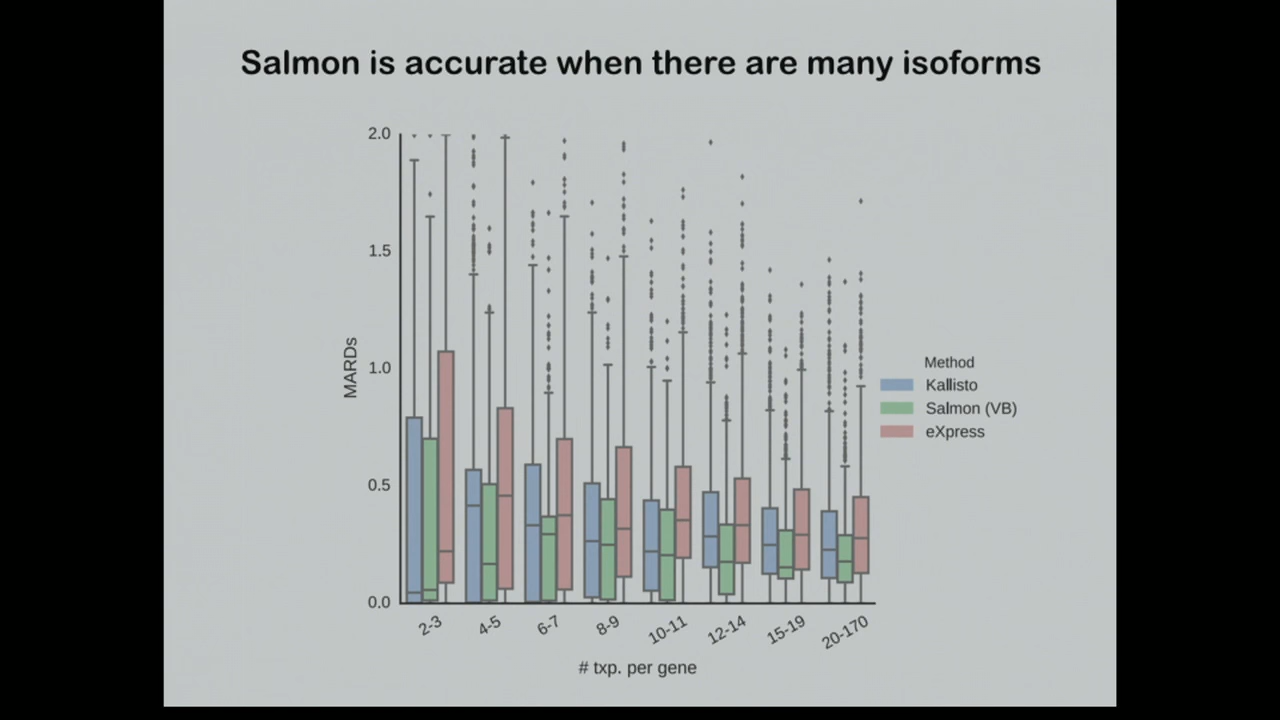 Salmon is accurate when there are many isoforms
2.0
1.5
1.0
0.5
0.0
MARDs
2-3
4-5
6-7
8-9
10-11
12-14
15-19
20-170
# txp. per gene
Method
Kallisto
Salmon (VB)
eXpress